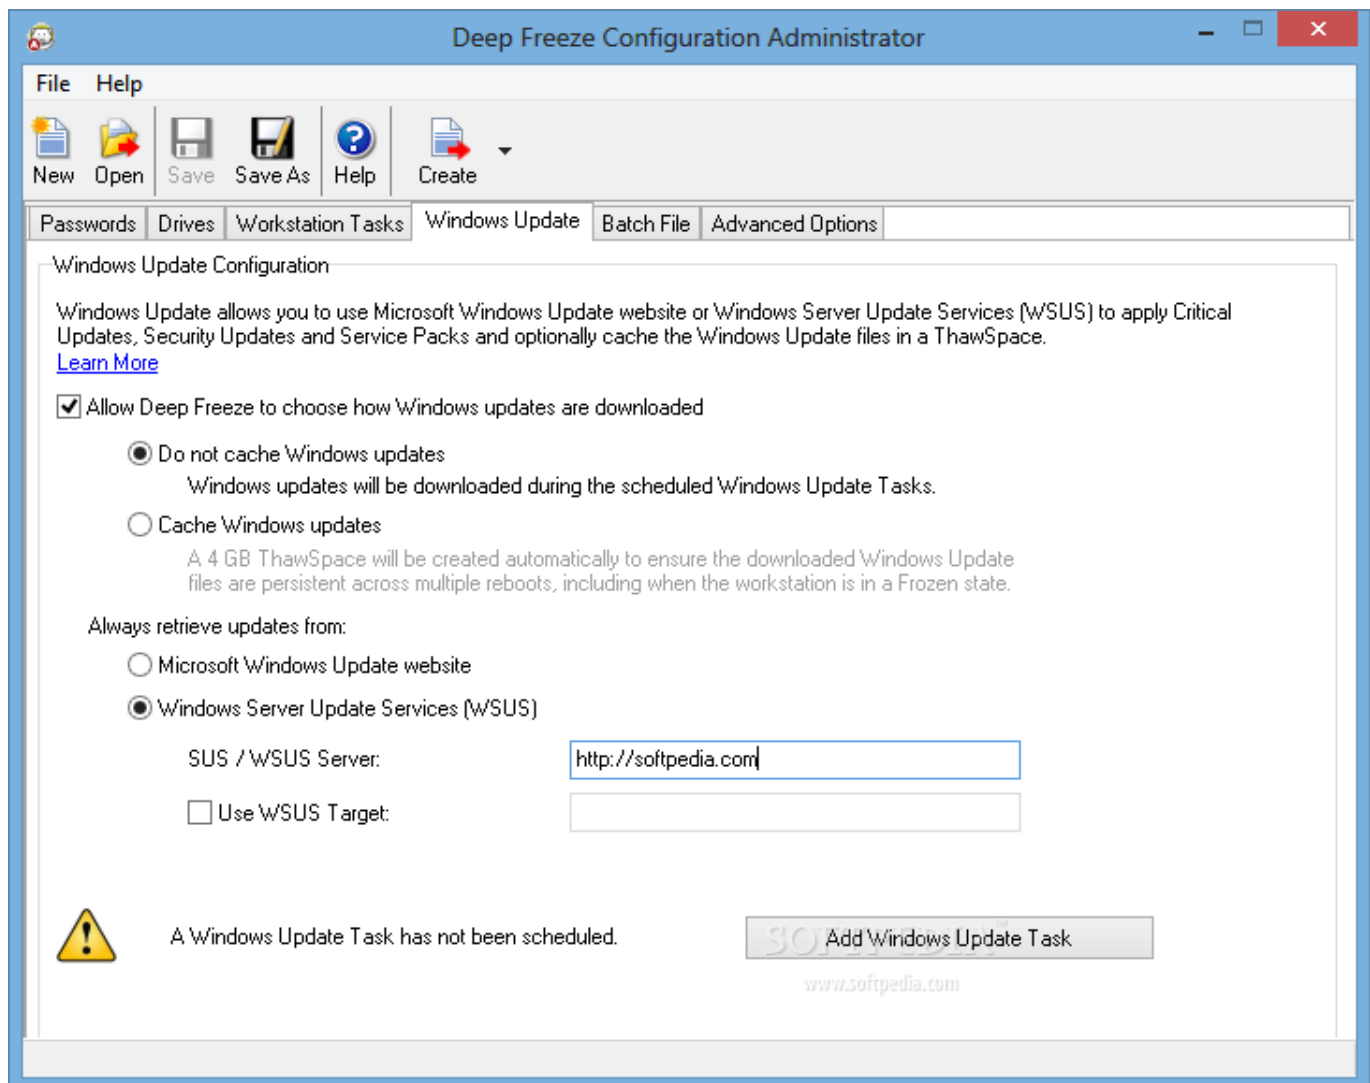 Deep Freeze Configuration Administrator
File Help
New Open Save Save As Help Create
Passwords Drives Workstation Tasks Windows Update Batch File Advanced Options
Windows Update Configuration
Windows Update allows you to use Microsoft Windows Update website or Windows Server Update Services (WSUS) to apply Critical
Updates, Security Updates and Service Packs and optionally cache the Windows Update files in a ThawSpace.
Learn More
Allow Deep Freeze to choose how Windows updates are downloaded
Do not cache Windows updates
Windows updates will be downloaded during the scheduled Windows Update Tasks.
Cache Windows updates
A 4 GB ThawSpace will be created automatically to ensure the downloaded Windows Update
files are persistent across multiple reboots, including when the workstation is in a Frozen state.
Always retrieve updates from:
Microsoft Windows Update website
Windows Server Update Services (WSUS)
SUS / WSUS Server: http://softpedia.com
Use WSUS Target:
A Windows Update Task has not been scheduled. Add Windows Update Task
SOFTPEDIA
www.softpedia.com